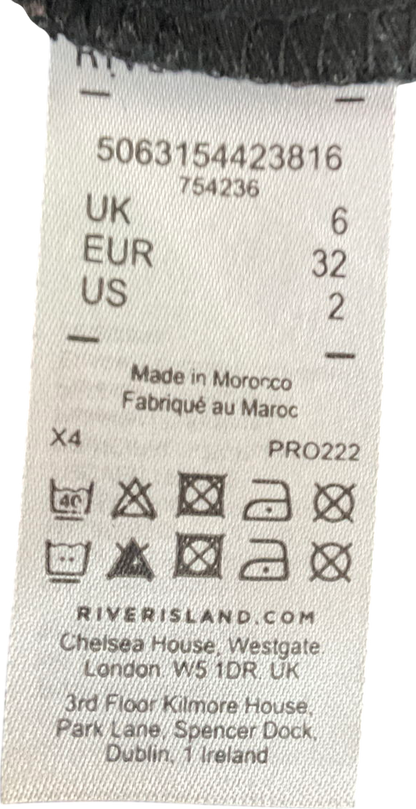 5063154423816
754236
UK 6
EUR 32
US 2
Made in Morocco
Fabriqué au Maroc
X4 PRO222
40
RIVERISLAND.COM
Chelsea House, Westgate.
London. W5 1DR. UK
3rd Floor Kilmore House,
Park Lane, Spencer Dock,
Dublin, 1 Ireland